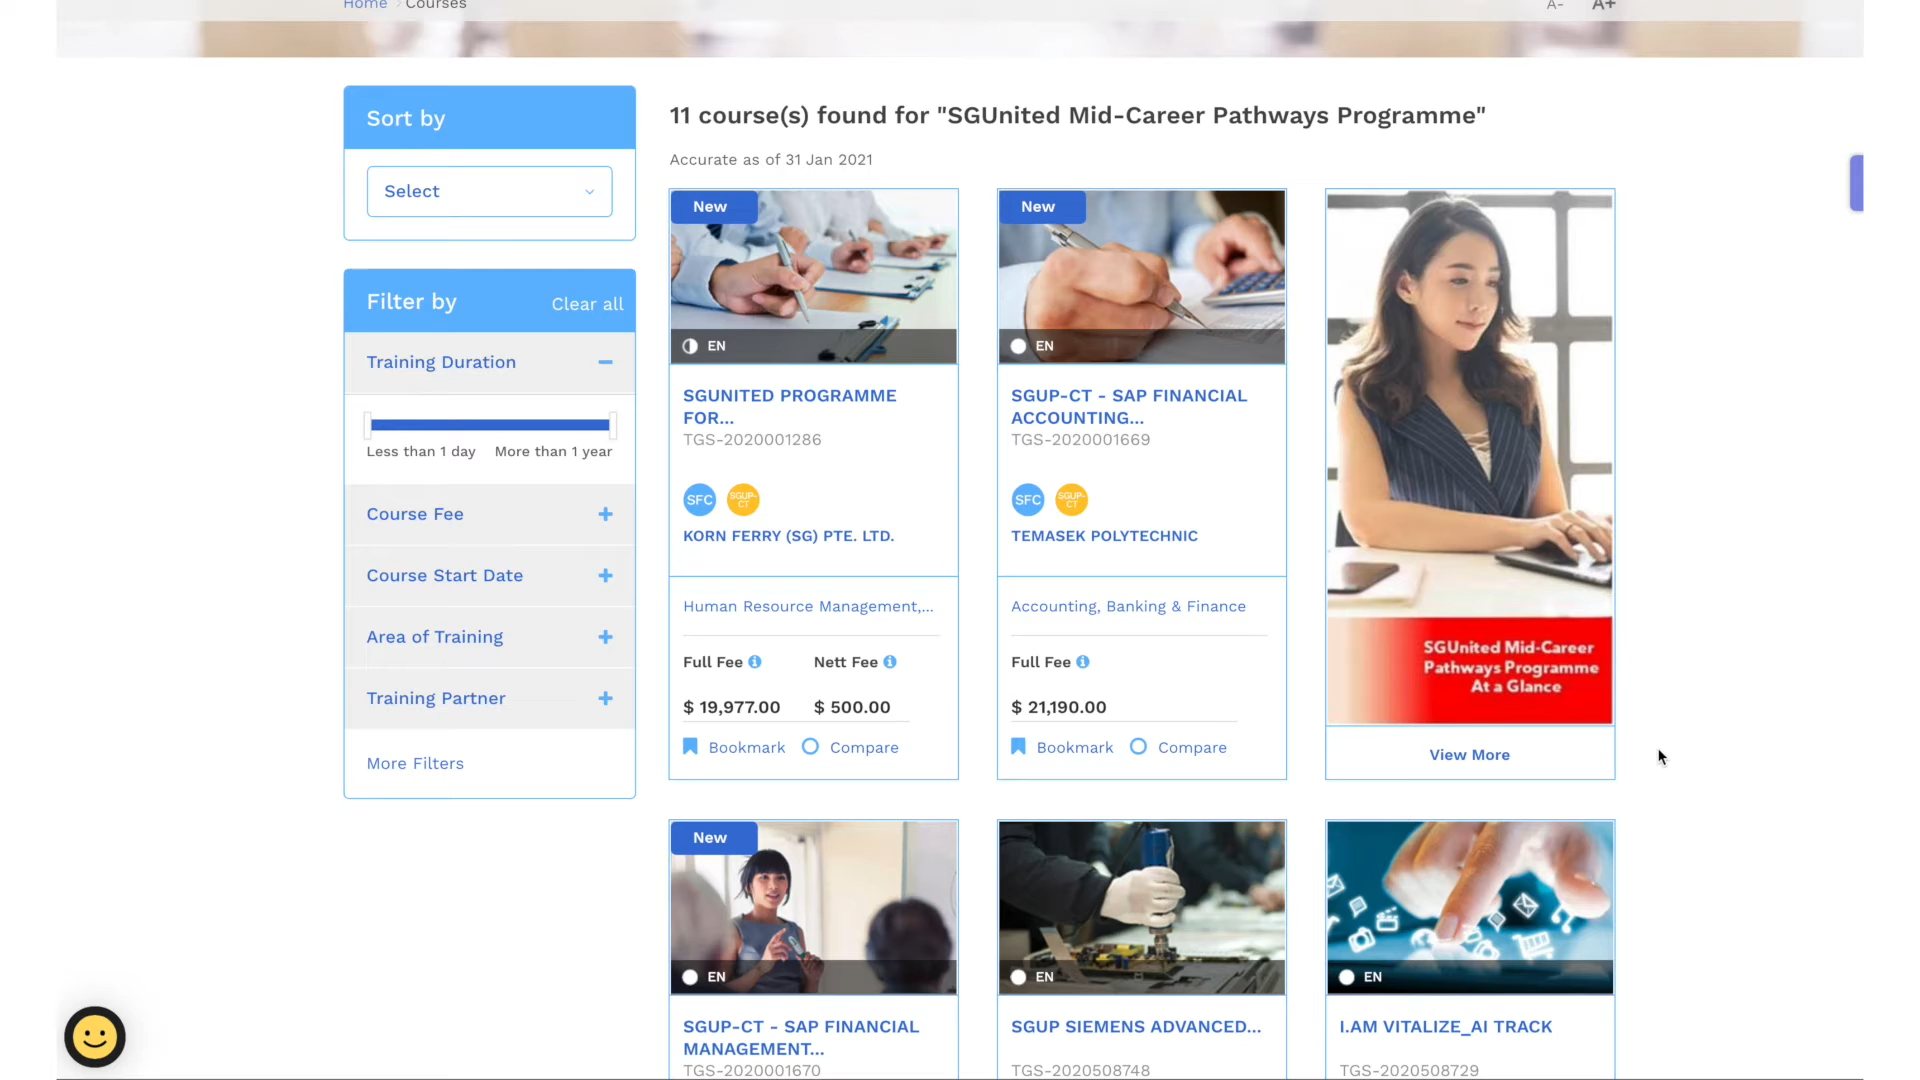 Home > Courses
A- A+
Sort by
Select
Filter by Clear all
Training Duration
Less than 1 day More than 1 year
Course Fee
Course Start Date
Area of Training
Training Partner
More Filters
11 course(s) found for "SGUnited Mid-Career Pathways Programme"
Accurate as of 31 Jan 2021
New
EN
SGUNITED PROGRAMME
FOR...
TGS-2020001286
SFC SGUP-
CT
KORN FERRY (SG) PTE. LTD.
Human Resource Management,...
Full Fee Nett Fee
$ 19,977.00 $ 500.00
Bookmark Compare
New
EN
SGUP-CT - SAP FINANCIAL
ACCOUNTING...
TGS-2020001669
SFC SGUP-
CT
TEMASEK POLYTECHNIC
Accounting, Banking & Finance
Full Fee
$ 21,190.00
Bookmark Compare
SGUnited Mid-Career
Pathways Programme
At a Glance
View More
New
EN
SGUP-CT - SAP FINANCIAL
MANAGEMENT...
TGS-2020001670
EN
SGUP SIEMENS ADVANCED...
TGS-2020508748
EN
I.AM VITALIZE_AI TRACK
TGS-2020508729